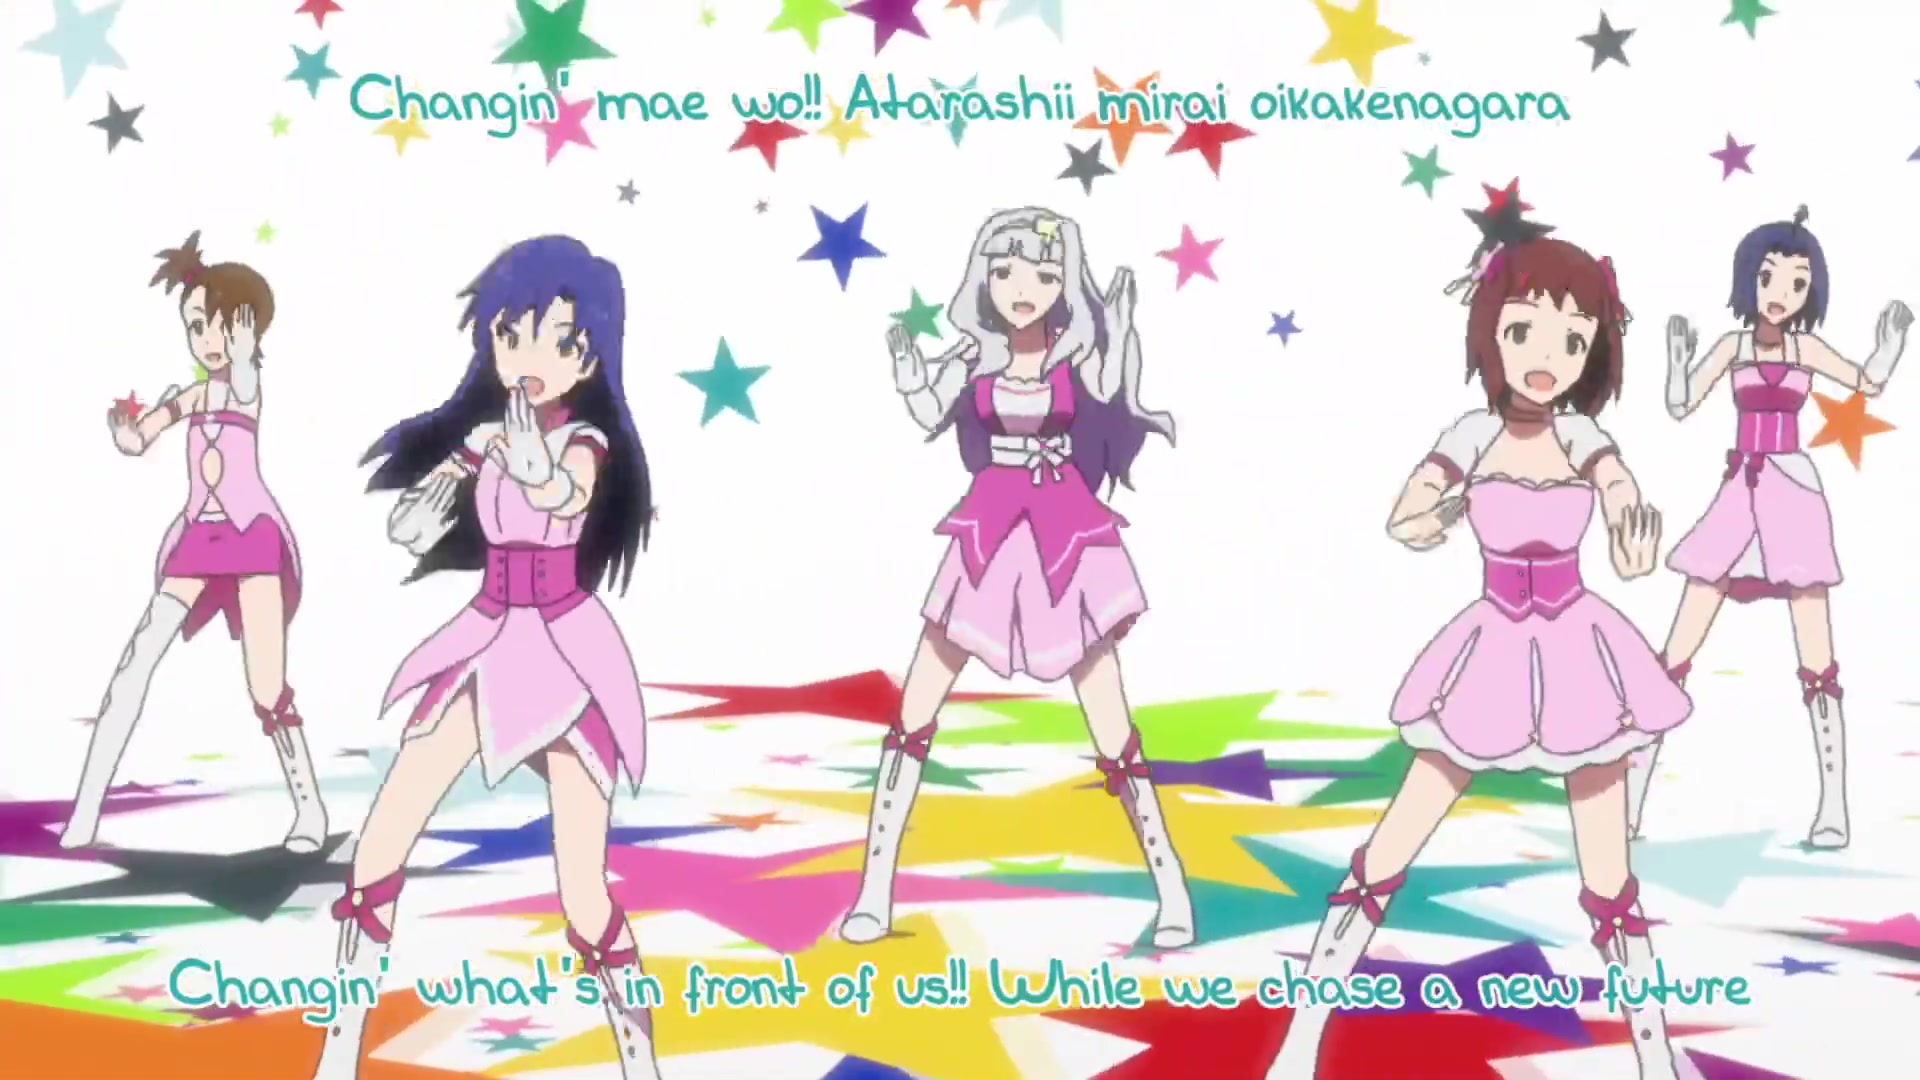 Changin' mae wo!! Atarashii mirai oikakenagara
Changin' what's in front of us!! While we chase a new future